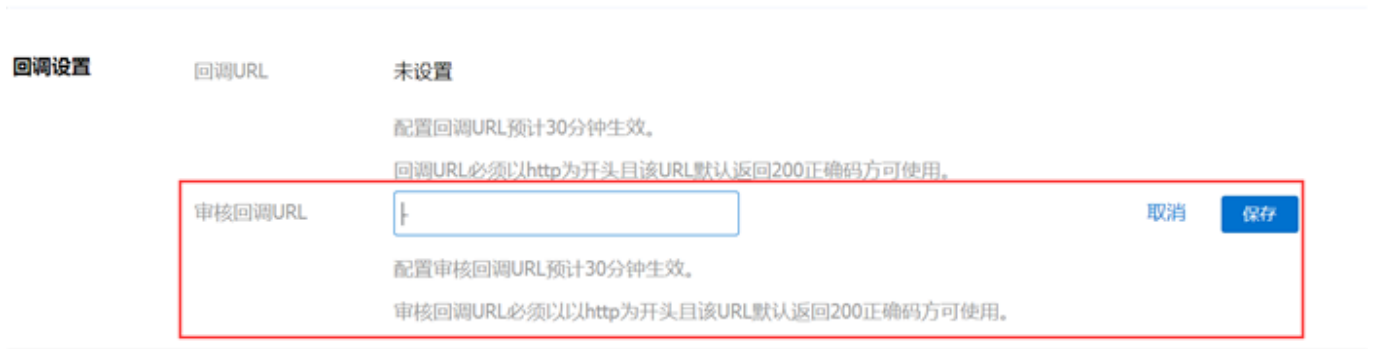 回调设置 回调URL 未设置
配置回调URL预计30分钟生效。
回调URL必须以http为开头且该URL默认返回200正确码方可使用。
审核回调URL 取消 保存
配置审核回调URL预计30分钟生效。
审核回调URL必须以以http为开头且该URL默认返回200正确码方可使用。